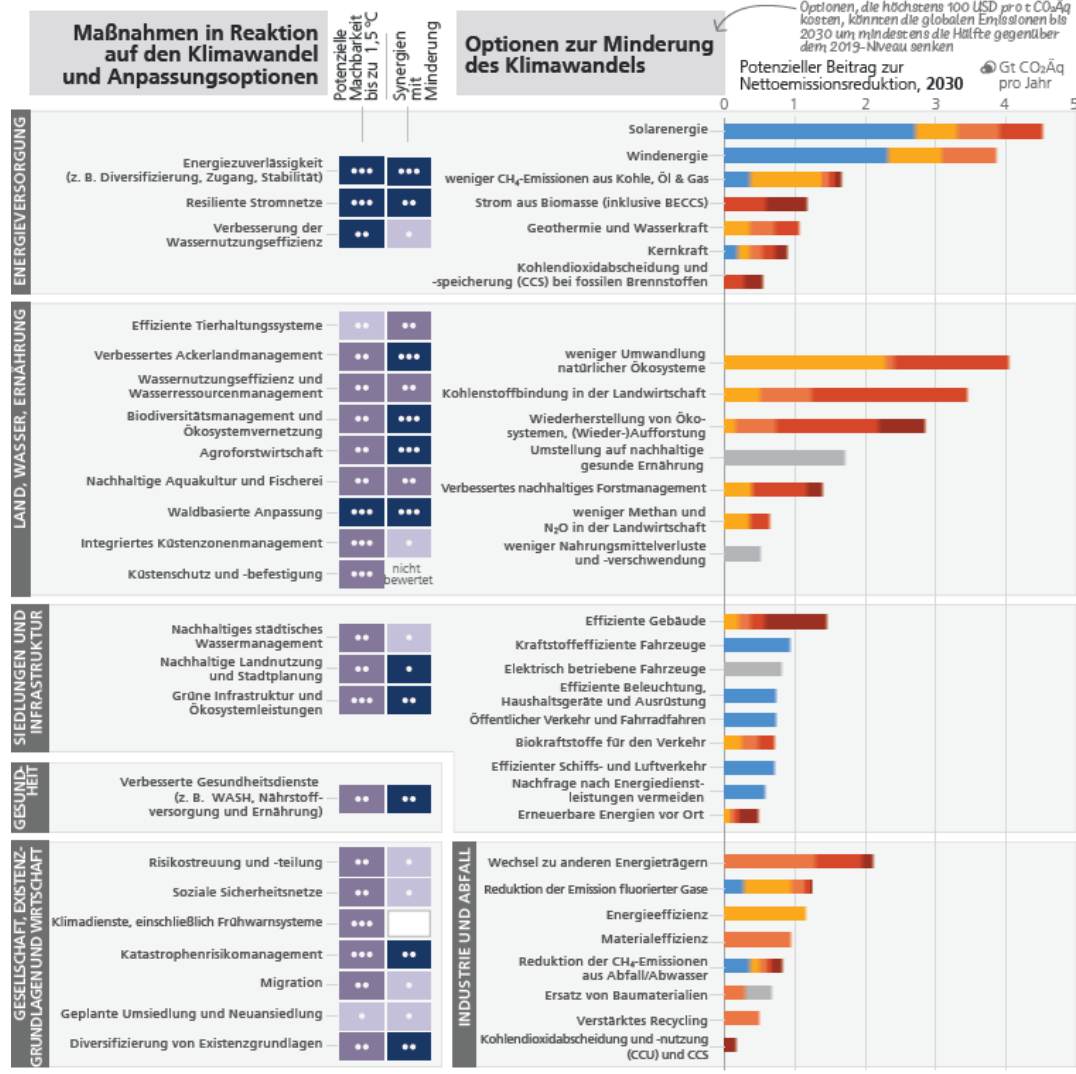 Maßnahmen in Reaktion
auf den Klimawandel
und Anpassungsoptionen
Potenzielle
Machbarkeit
bis zu 1,5 °C
Synergien
mit
Minderung
Optionen zur Minderung
des Klimawandels
Optionen, die höchstens 100 USD pro t CO₂Äq
kosten, könnten die globalen Emissionen bis
2030 um mindestens die Hälfte gegenüber
dem 2019-Niveau senken
Potenzieller Beitrag zur
Nettoemissionsreduktion, 2030
Gt CO₂Äq
pro Jahr
0 1 2 3 4 5
ENERGIEVERSORGUNG
Energiezuverlässigkeit
(z. B. Diversifizierung, Zugang, Stabilität)
Resiliente Stromnetze
Verbesserung der
Wassernutzungseffizienz
Solarenergie
Windenergie
weniger CH₄-Emissionen aus Kohle, Öl & Gas
Strom aus Biomasse (inklusive BECCS)
Geothermie und Wasserkraft
Kernkraft
Kohlendioxidabscheidung und
-speicherung (CCS) bei fossilen Brennstoffen
LAND, WASSER, ERNÄHRUNG
Effiziente Tierhaltungssysteme
Verbessertes Ackerlandmanagement
Wassernutzungseffizienz und
Wasserressourcenmanagement
Biodiversitätsmanagement und
Ökosystemvernetzung
Agroforstwirtschaft
Nachhaltige Aquakultur und Fischerei
Waldbasierte Anpassung
Integriertes Küstenzonenmanagement
Küstenschutz und -befestigung
nicht
bewertet
weniger Umwandlung
natürlicher Ökosysteme
Kohlenstoffbindung in der Landwirtschaft
Wiederherstellung von Öko-
systemen, (Wieder-)Aufforstung
Umstellung auf nachhaltige
gesunde Ernährung
Verbessertes nachhaltiges Forstmanagement
weniger Methan und
N₂O in der Landwirtschaft
weniger Nahrungsmittelverluste
und -verschwendung
SIEDLUNGEN UND
INFRASTRUKTUR
Nachhaltiges städtisches
Wassermanagement
Nachhaltige Landnutzung
und Stadtplanung
Grüne Infrastruktur und
Ökosystemleistungen
Effiziente Gebäude
Kraftstoffeffiziente Fahrzeuge
Elektrisch betriebene Fahrzeuge
Effiziente Beleuchtung,
Haushaltsgeräte und Ausrüstung
Öffentlicher Verkehr und Fahrradfahren
Biokraftstoffe für den Verkehr
Effizienter Schiffs- und Luftverkehr
Nachfrage nach Energiedienst-
leistungen vermeiden
Erneuerbare Energien vor Ort
GESUND-
HEIT
Verbesserte Gesundheitsdienste
(z. B. WASH, Nährstoff-
versorgung und Ernährung)
GESELLSCHAFT, EXISTENZ-
GRUNDLAGEN UND WIRTSCHAFT
Risikostreuung und -teilung
Soziale Sicherheitsnetze
Klimadienste, einschließlich Frühwarnsysteme
Katastrophenrisikomanagement
Migration
Geplante Umsiedlung und Neuansiedlung
Diversifizierung von Existenzgrundlagen
INDUSTRIE UND ABFALL
Wechsel zu anderen Energieträgern
Reduktion der Emission fluorierter Gase
Energieeffizienz
Materialeffizienz
Reduktion der CH₄-Emissionen
aus Abfall/Abwasser
Ersatz von Baumaterialien
Verstärktes Recycling
Kohlendioxidabscheidung und -nutzung
(CCU) und CCS